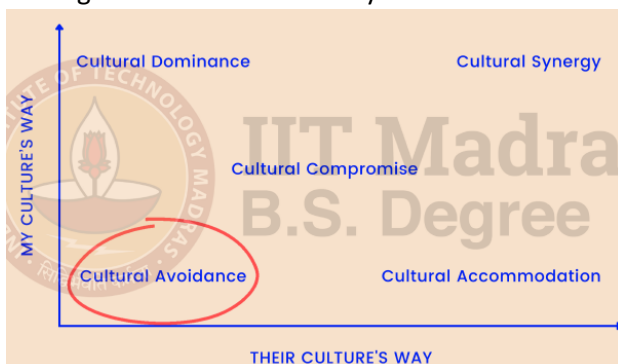 Cultural Dominance
Cultural Synergy
MY CULTURE'S WAY
IIT Madra
Cultural Compromise
B.S. Degree
Cultural Avoidance
Cultural Accommodation
THEIR CULTURE'S WAY